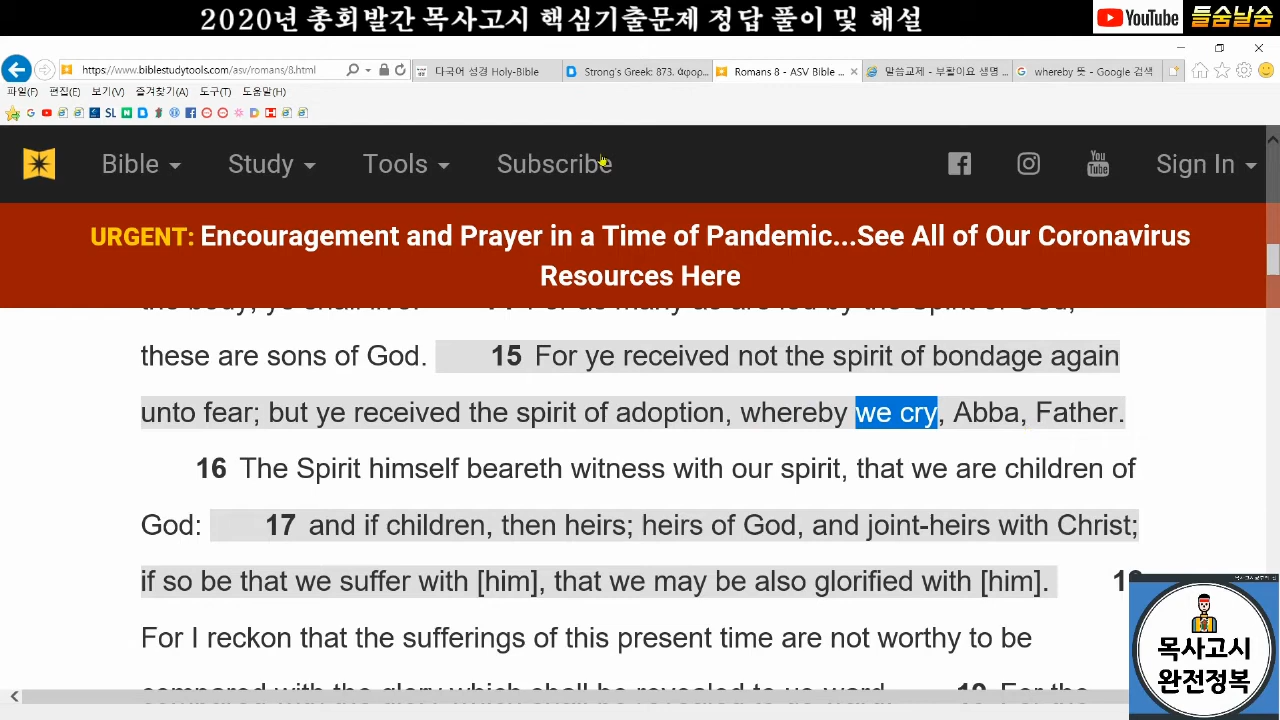 2020년 총회발간 목사고시 핵심기출문제 정답 풀이 및 해설
YouTube 들숨날숨
https://www.biblestudytools.com/asv/romans/8.html
다국어 성경 Holy-Bible
Strong's Greek: 873. ἀφορ...
Romans 8 - ASV Bible ...
말씀교제 - 부활이요 생명 ...
whereby 뜻 - Google 검색
파일(F) 편집(E) 보기(V) 즐겨찾기(A) 도구(T) 도움말(H)
Bible Study Tools Subscribe Sign In
URGENT: Encouragement and Prayer in a Time of Pandemic...See All of Our Coronavirus
Resources Here
the body, ye shall live. For as many as are led by the Spirit of God,
these are sons of God. 15 For ye received not the spirit of bondage again
unto fear; but ye received the spirit of adoption, whereby we cry, Abba, Father.
16 The Spirit himself beareth witness with our spirit, that we are children of
God: 17 and if children, then heirs; heirs of God, and joint-heirs with Christ;
if so be that we suffer with [him], that we may be also glorified with [him].
For I reckon that the sufferings of this present time are not worthy to be
compared with the glory which shall be revealed to us-ward. 19 For the
목사고시
완전정복